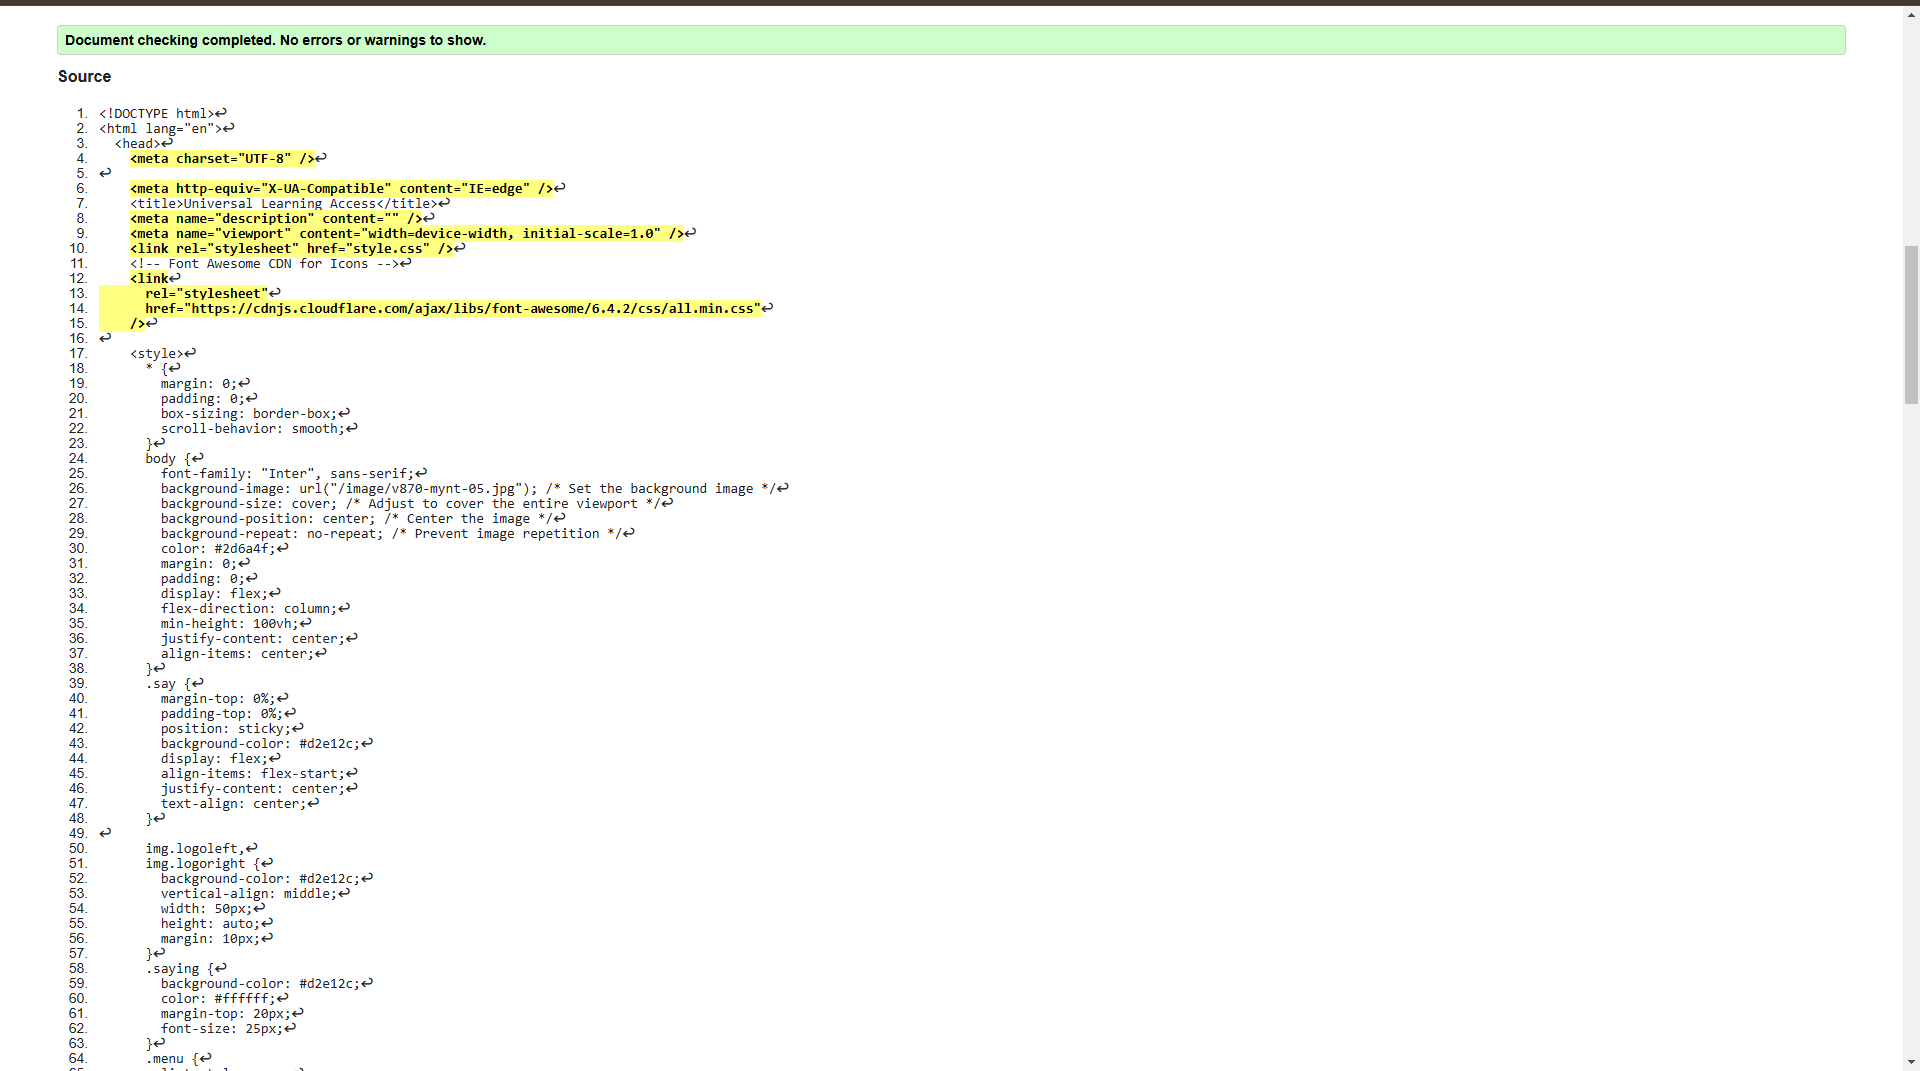 Document checking completed. No errors or warnings to show.
Source
1. <!DOCTYPE html>↩
2. <html lang="en">↩
3. <head>↩
4. <meta charset="UTF-8" />↩
5. ↩
6. <meta http-equiv="X-UA-Compatible" content="IE=edge" />↩
7. <title>Universal Learning Access</title>↩
8. <meta name="description" content="" />↩
9. <meta name="viewport" content="width=device-width, initial-scale=1.0" />↩
10. <link rel="stylesheet" href="style.css" />↩
11. <!-- Font Awesome CDN for Icons -->↩
12. <link↩
13. rel="stylesheet"↩
14. href="https://cdnjs.cloudflare.com/ajax/libs/font-awesome/6.4.2/css/all.min.css"↩
15. />↩
16. ↩
17. <style>↩
18. * {↩
19. margin: 0;↩
20. padding: 0;↩
21. box-sizing: border-box;↩
22. scroll-behavior: smooth;↩
23. }↩
24. body {↩
25. font-family: "Inter", sans-serif;↩
26. background-image: url("/image/v870-mynt-05.jpg"); /* Set the background image */↩
27. background-size: cover; /* Adjust to cover the entire viewport */↩
28. background-position: center; /* Center the image */↩
29. background-repeat: no-repeat; /* Prevent image repetition */↩
30. color: #2d6a4f;↩
31. margin: 0;↩
32. padding: 0;↩
33. display: flex;↩
34. flex-direction: column;↩
35. min-height: 100vh;↩
36. justify-content: center;↩
37. align-items: center;↩
38. }↩
39. .say {↩
40. margin-top: 0%;↩
41. padding-top: 0%;↩
42. position: sticky;↩
43. background-color: #d2e12c;↩
44. display: flex;↩
45. align-items: flex-start;↩
46. justify-content: center;↩
47. text-align: center;↩
48. }↩
49. ↩
50. img.logoleft,↩
51. img.logoright {↩
52. background-color: #d2e12c;↩
53. vertical-align: middle;↩
54. width: 50px;↩
55. height: auto;↩
56. margin: 10px;↩
57. }↩
58. .saying {↩
59. background-color: #d2e12c;↩
60. color: #ffffff;↩
61. margin-top: 20px;↩
62. font-size: 25px;↩
63. }↩
64. .menu {↩